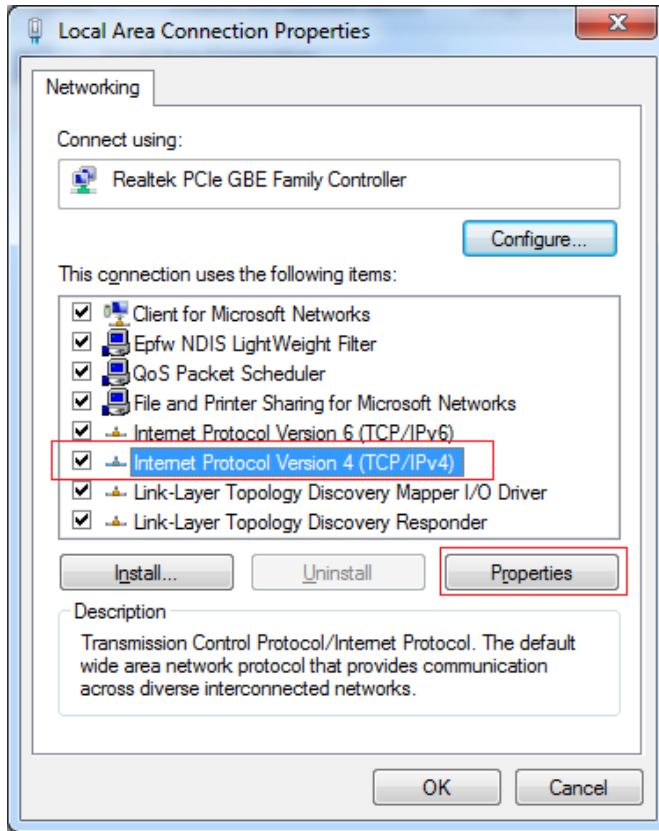 Local Area Connection Properties
Networking
Connect using:
Realtek PCIe GBE Family Controller
Configure...
This connection uses the following items:
Client for Microsoft Networks
Epfw NDIS LightWeight Filter
QoS Packet Scheduler
File and Printer Sharing for Microsoft Networks
Internet Protocol Version 6 (TCP/IPv6)
Internet Protocol Version 4 (TCP/IPv4)
Link-Layer Topology Discovery Mapper I/O Driver
Link-Layer Topology Discovery Responder
Install... Uninstall Properties
Description
Transmission Control Protocol/Internet Protocol. The default
wide area network protocol that provides communication
across diverse interconnected networks.
OK Cancel